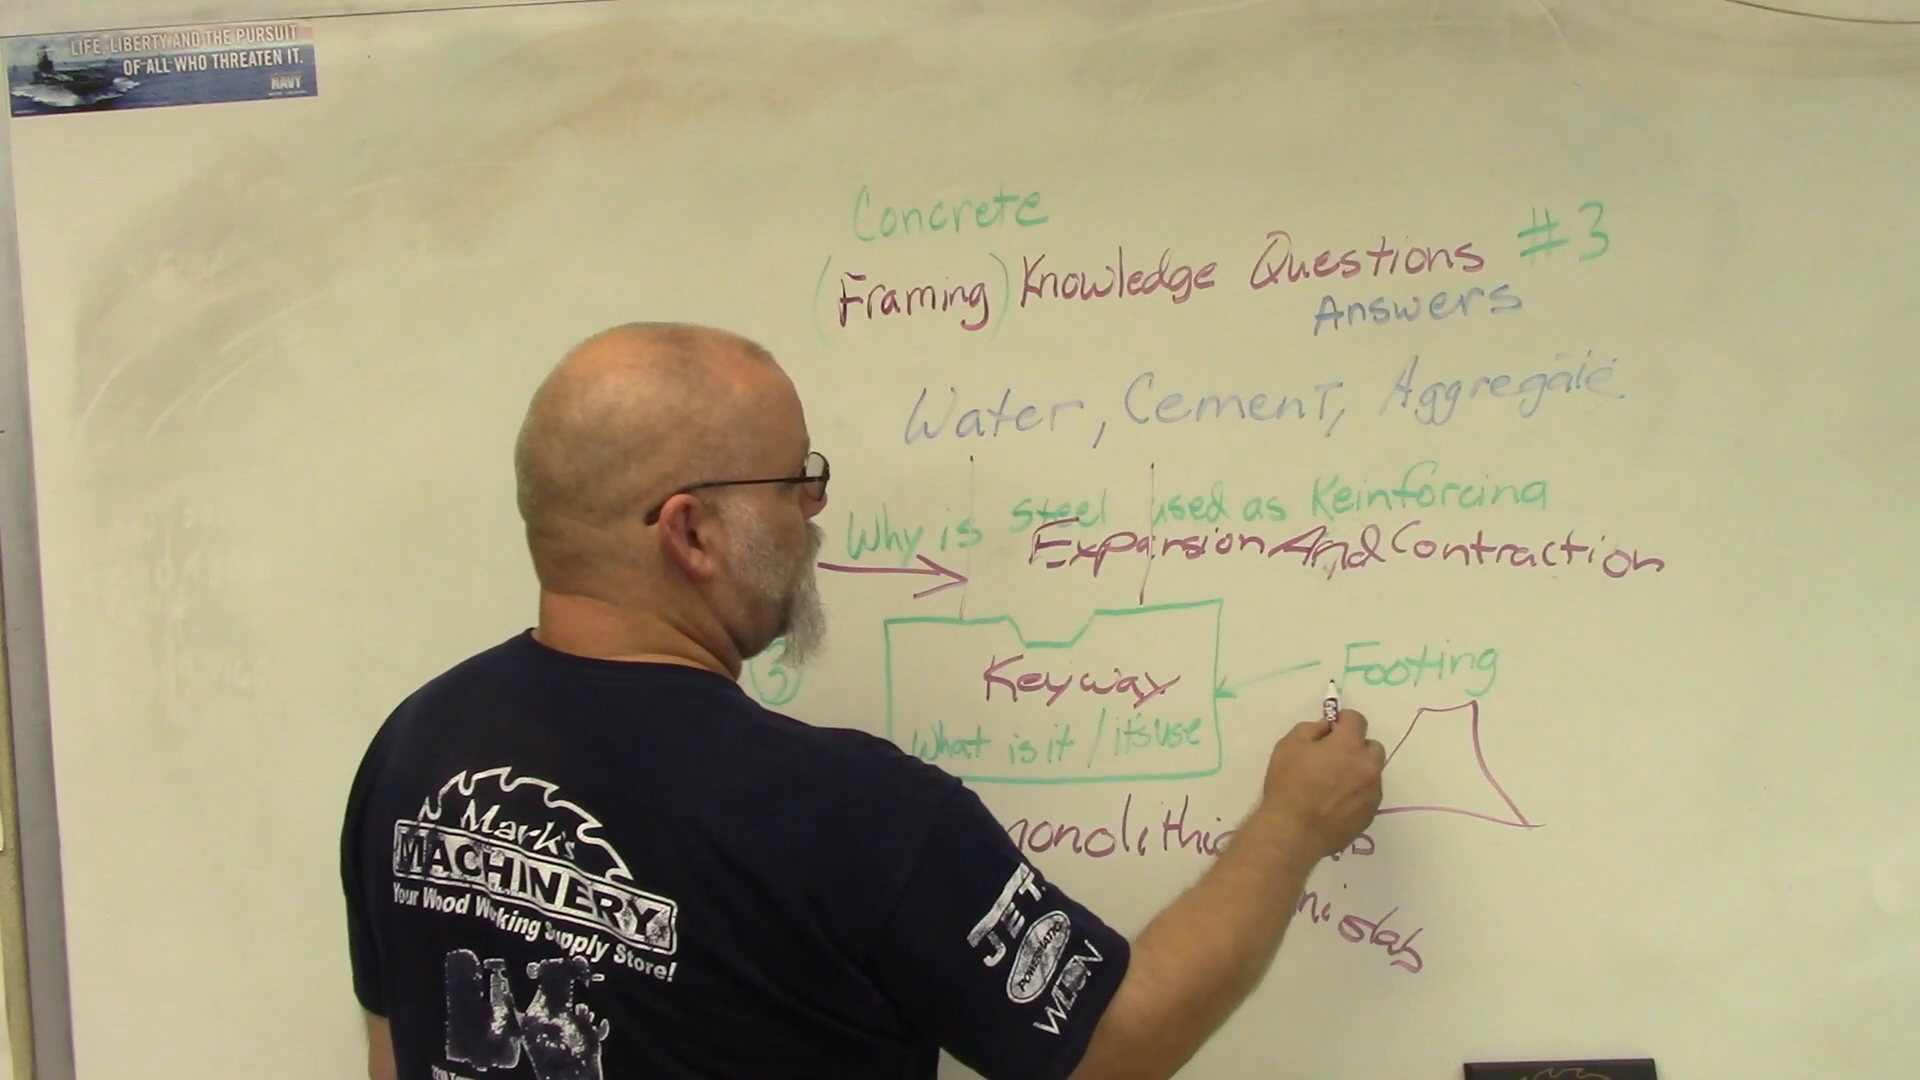 LIFE, LIBERTY AND THE PURSUIT
OF ALL WHO THREATEN IT.
NAVY
Concrete
(Framing) Knowledge Questions #3
Answers
Water, Cement, Aggregate
Why is steel used as Reinforcing
Expansion And Contraction
3
Keyway
What is it / it's use
Footing
monolithic
slab
Mark's
MACHINERY
Your Wood Working Supply Store!
JET
POWERMATIC
WILTON